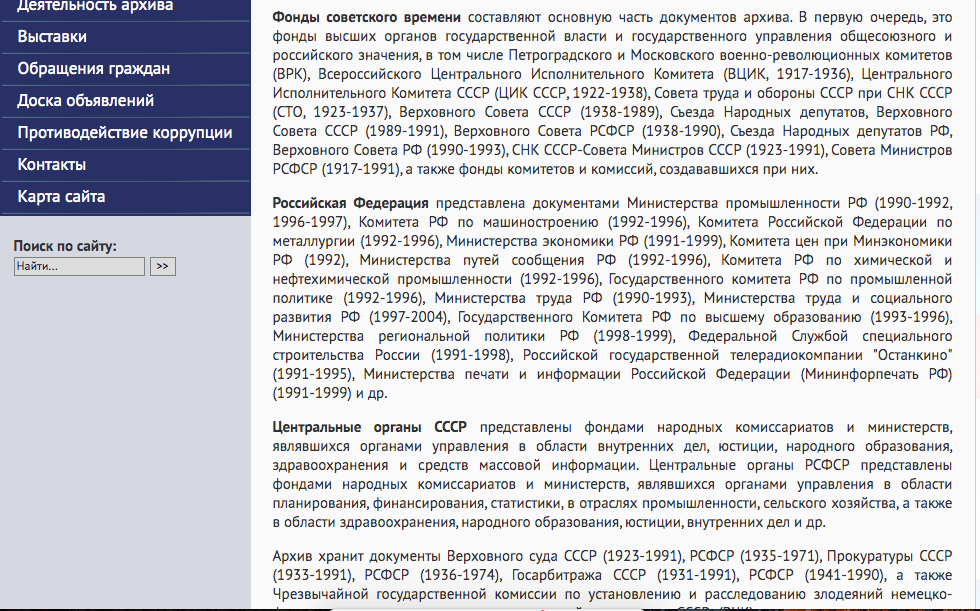 Деятельность архива
Выставки
Обращения граждан
Доска объявлений
Противодействие коррупции
Контакты
Карта сайта
Поиск по сайту:
Найти...
>>
Фонды советского времени составляют основную часть документов архива. В первую очередь, это
фонды высших органов государственной власти и государственного управления общесоюзного и
российского значения, в том числе Петроградского и Московского военно-революционных комитетов
(ВРК), Всероссийского Центрального Исполнительного Комитета (ВЦИК, 1917-1936), Центрального
Исполнительного Комитета СССР (ЦИК СССР, 1922-1938), Совета труда и обороны СССР при СНК СССР
(СТО, 1923-1937), Верховного Совета СССР (1938-1989), Съезда Народных депутатов, Верховного
Совета СССР (1989-1991), Верховного Совета РСФСР (1938-1990), Съезда Народных депутатов РФ,
Верховного Совета РФ (1990-1993), СНК СССР-Совета Министров СССР (1923-1991), Совета Министров
РСФСР (1917-1991), а также фонды комитетов и комиссий, создававшихся при них.
Российская Федерация представлена документами Министерства промышленности РФ (1990-1992,
1996-1997), Комитета РФ по машиностроению (1992-1996), Комитета Российской Федерации по
металлургии (1992-1996), Министерства экономики РФ (1991-1999), Комитета цен при Минэкономики
РФ (1992), Министерства путей сообщения РФ (1992-1996), Комитета РФ по химической и
нефтехимической промышленности (1992-1996), Государственного комитета РФ по промышленной
политике (1992-1996), Министерства труда РФ (1990-1993), Министерства труда и социального
развития РФ (1997-2004), Государственного Комитета РФ по высшему образованию (1993-1996),
Министерства региональной политики РФ (1998-1999), Федеральной Службой специального
строительства России (1991-1998), Российской государственной телерадиокомпании "Останкино"
(1991-1995), Министерства печати и информации Российской Федерации (Мининфорпечать РФ)
(1991-1999) и др.
Центральные органы СССР представлены фондами народных комиссариатов и министерств,
являвшихся органами управления в области внутренних дел, юстиции, народного образования,
здравоохранения и средств массовой информации. Центральные органы РСФСР представлены
фондами народных комиссариатов и министерств, являвшихся органами управления в области
планирования, финансирования, статистики, в отраслях промышленности, сельского хозяйства, а также
в области здравоохранения, народного образования, юстиции, внутренних дел и др.
Архив хранит документы Верховного суда СССР (1923-1991), РСФСР (1935-1971), Прокуратуры СССР
(1933-1991), РСФСР (1936-1974), Госарбитража СССР (1931-1991), РСФСР (1941-1990), а также
Чрезвычайной государственной комиссии по установлению и расследованию злодеяний немецко-